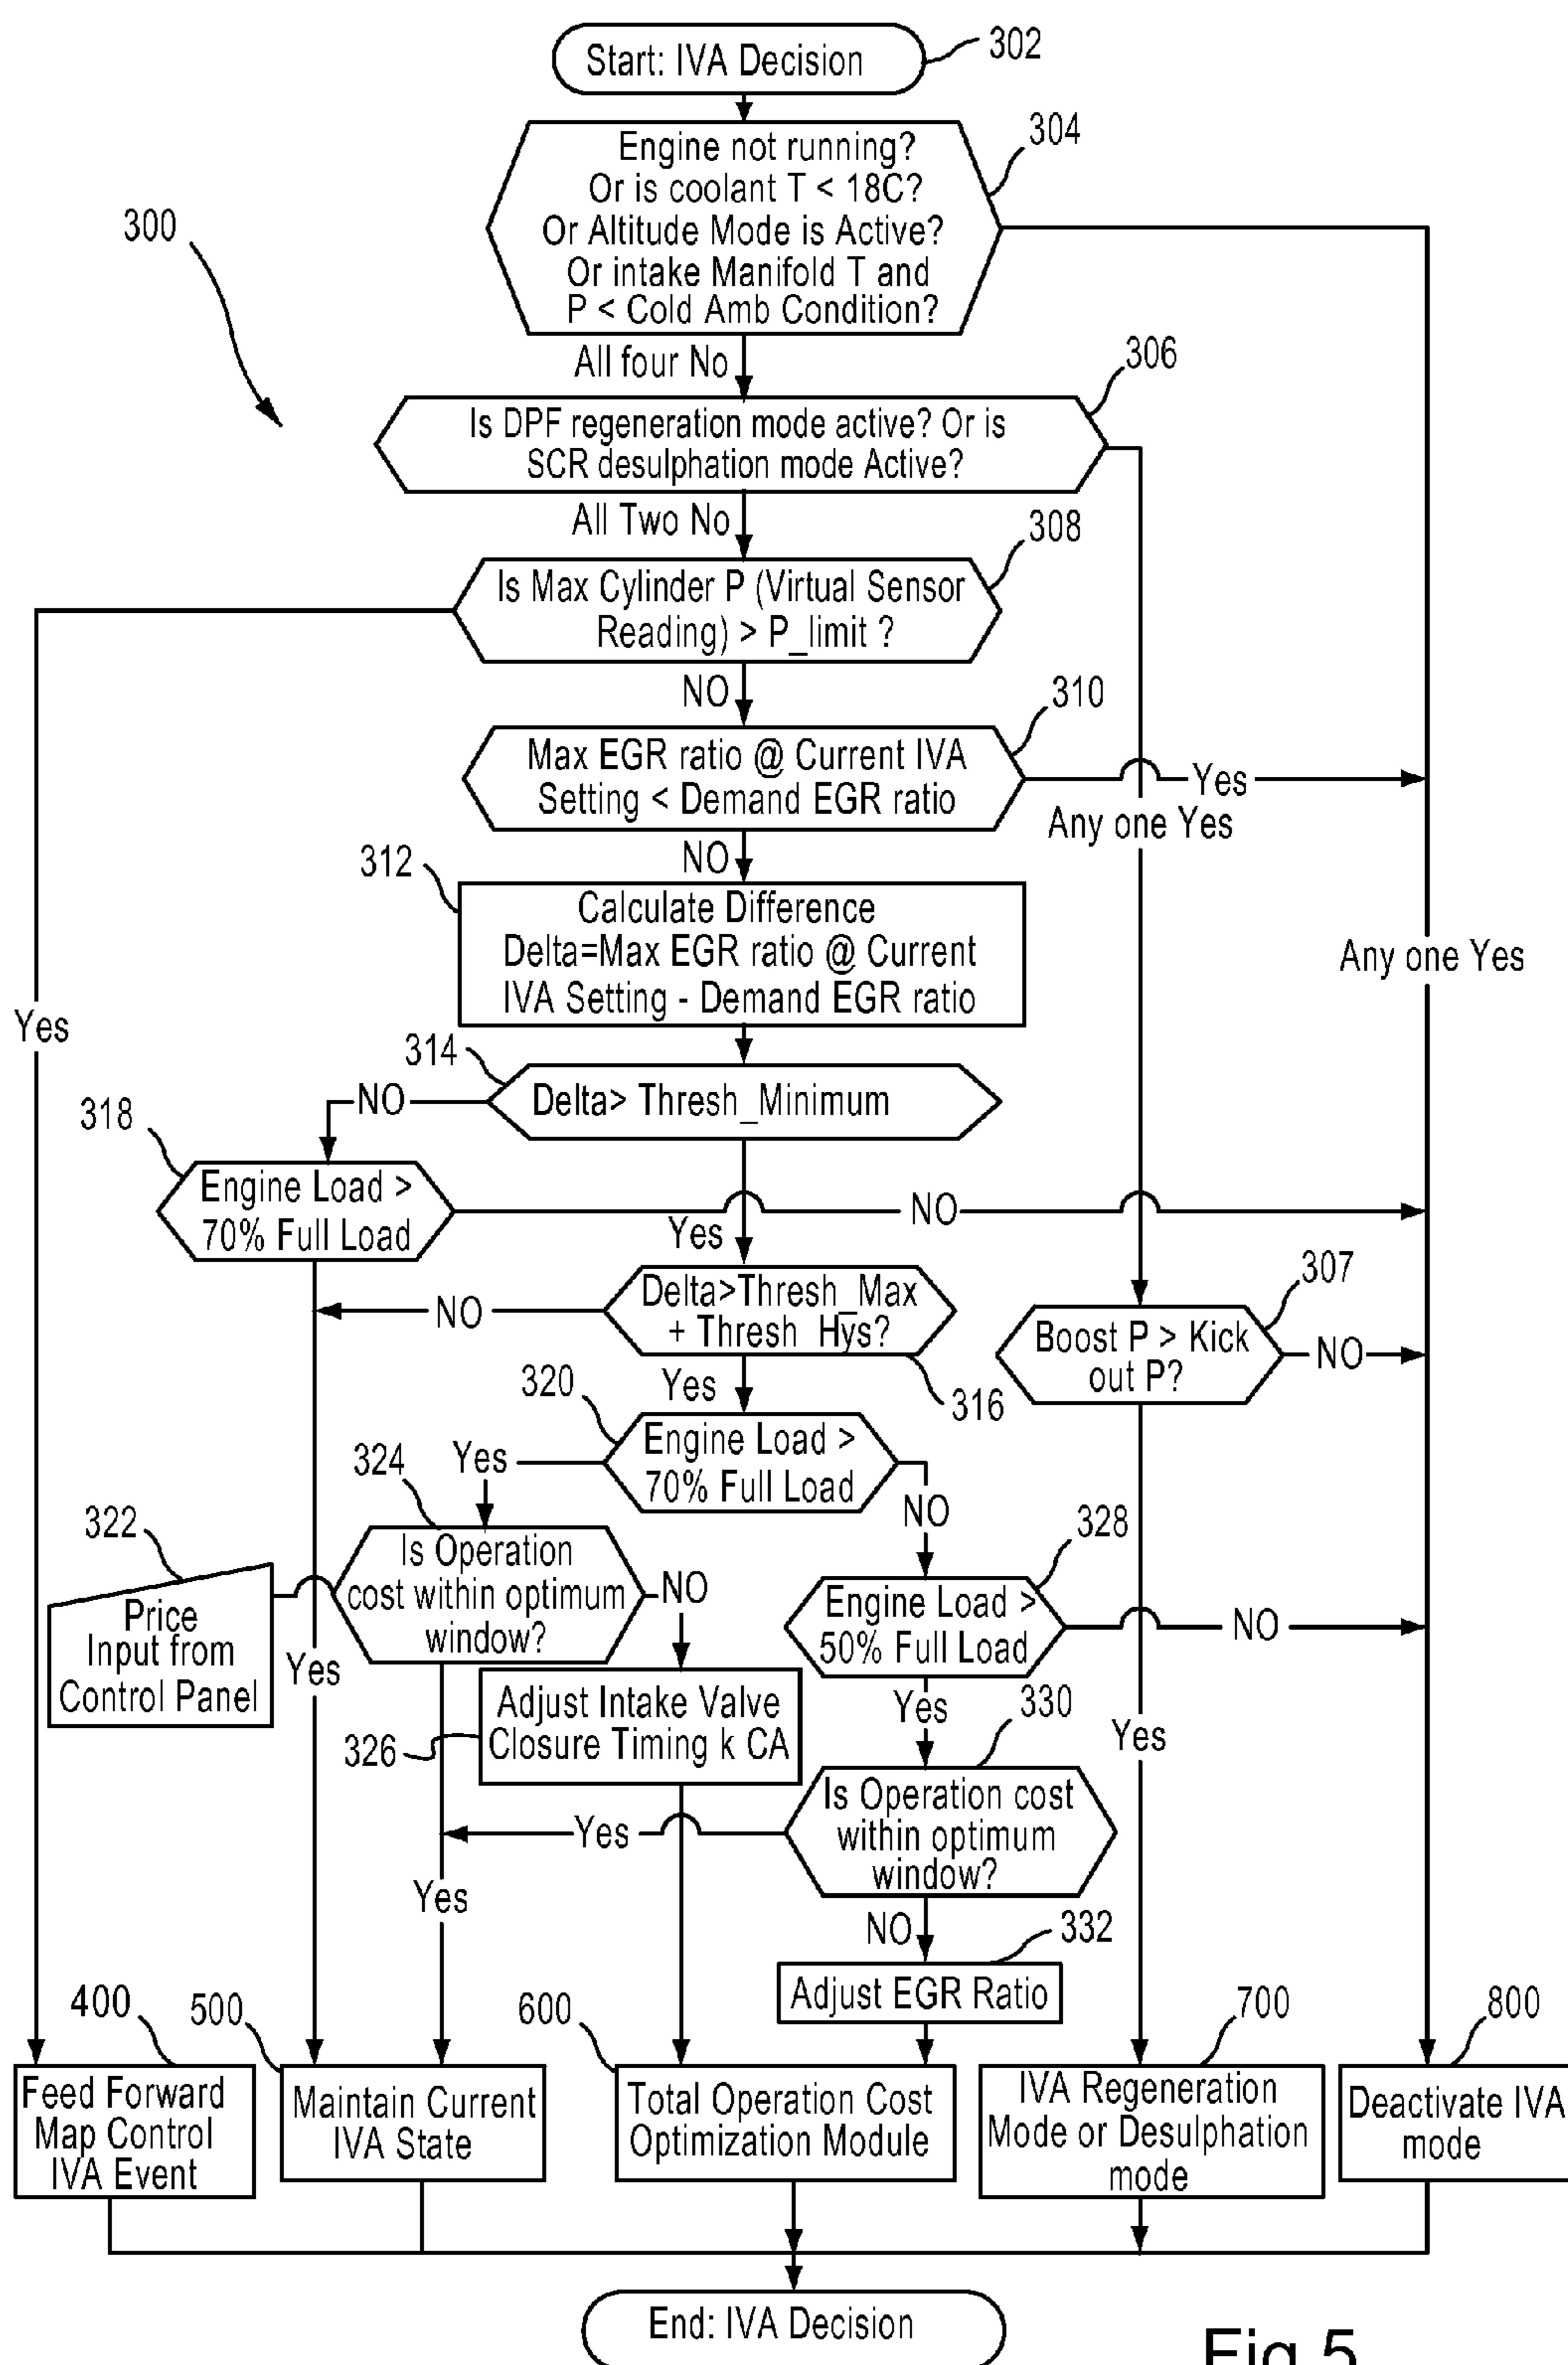 Start: IVA Decision
302
Engine not running?
Or is coolant T < 18C?
Or Altitude Mode is Active?
Or intake Manifold T and
P < Cold Amb Condition?
304
300
All four No
306
Is DPF regeneration mode active? Or is
SCR desulphation mode Active?
All Two No
308
Is Max Cylinder P (Virtual Sensor
Reading) > P_limit ?
NO
310
Max EGR ratio @ Current IVA
Setting < Demand EGR ratio
Yes
Any one Yes
NO
312
Calculate Difference
Delta=Max EGR ratio @ Current
IVA Setting - Demand EGR ratio
Any one Yes
Yes
314
Delta> Thresh_Minimum
NO
318
Engine Load >
70% Full Load
NO
Yes
307
Delta>Thresh_Max
+ Thresh_Hys?
NO
Boost P > Kick
out P?
NO
Yes
316
320
Engine Load >
70% Full Load
Yes
324
NO
322
328
Is Operation
cost within optimum
window?
NO
Price
Input from
Control Panel
Engine Load >
50% Full Load
NO
Yes
Adjust Intake Valve
Closure Timing k CA
326
Yes
330
Yes
Is Operation cost
within optimum
window?
Yes
Yes
NO
332
Adjust EGR Ratio
400
500
600
700
800
Feed Forward
Map Control
IVA Event
Maintain Current
IVA State
Total Operation Cost
Optimization Module
IVA Regeneration
Mode or Desulphation
mode
Deactivate IVA
mode
End: IVA Decision
Fig 5